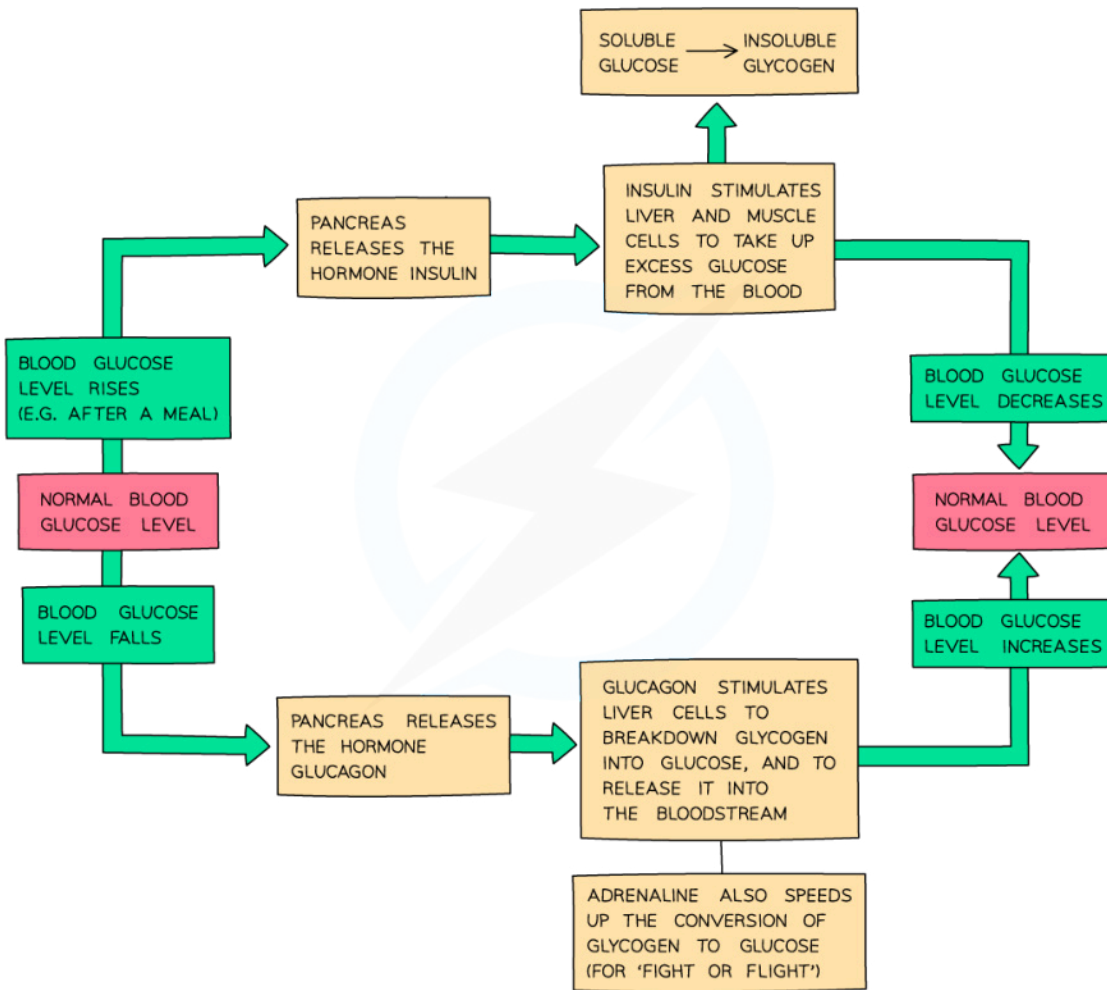 SOLUBLE → INSOLUBLE
GLUCOSE GLYCOGEN
INSULIN STIMULATES
LIVER AND MUSCLE
CELLS TO TAKE UP
EXCESS GLUCOSE
FROM THE BLOOD
PANCREAS
RELEASES THE
HORMONE INSULIN
BLOOD GLUCOSE
LEVEL RISES
(E.G. AFTER A MEAL)
BLOOD GLUCOSE
LEVEL DECREASES
NORMAL BLOOD
GLUCOSE LEVEL
NORMAL BLOOD
GLUCOSE LEVEL
BLOOD GLUCOSE
LEVEL FALLS
BLOOD GLUCOSE
LEVEL INCREASES
PANCREAS RELEASES
THE HORMONE
GLUCAGON
GLUCAGON STIMULATES
LIVER CELLS TO
BREAKDOWN GLYCOGEN
INTO GLUCOSE, AND TO
RELEASE IT INTO
THE BLOODSTREAM
ADRENALINE ALSO SPEEDS
UP THE CONVERSION OF
GLYCOGEN TO GLUCOSE
(FOR ‘FIGHT OR FLIGHT’)